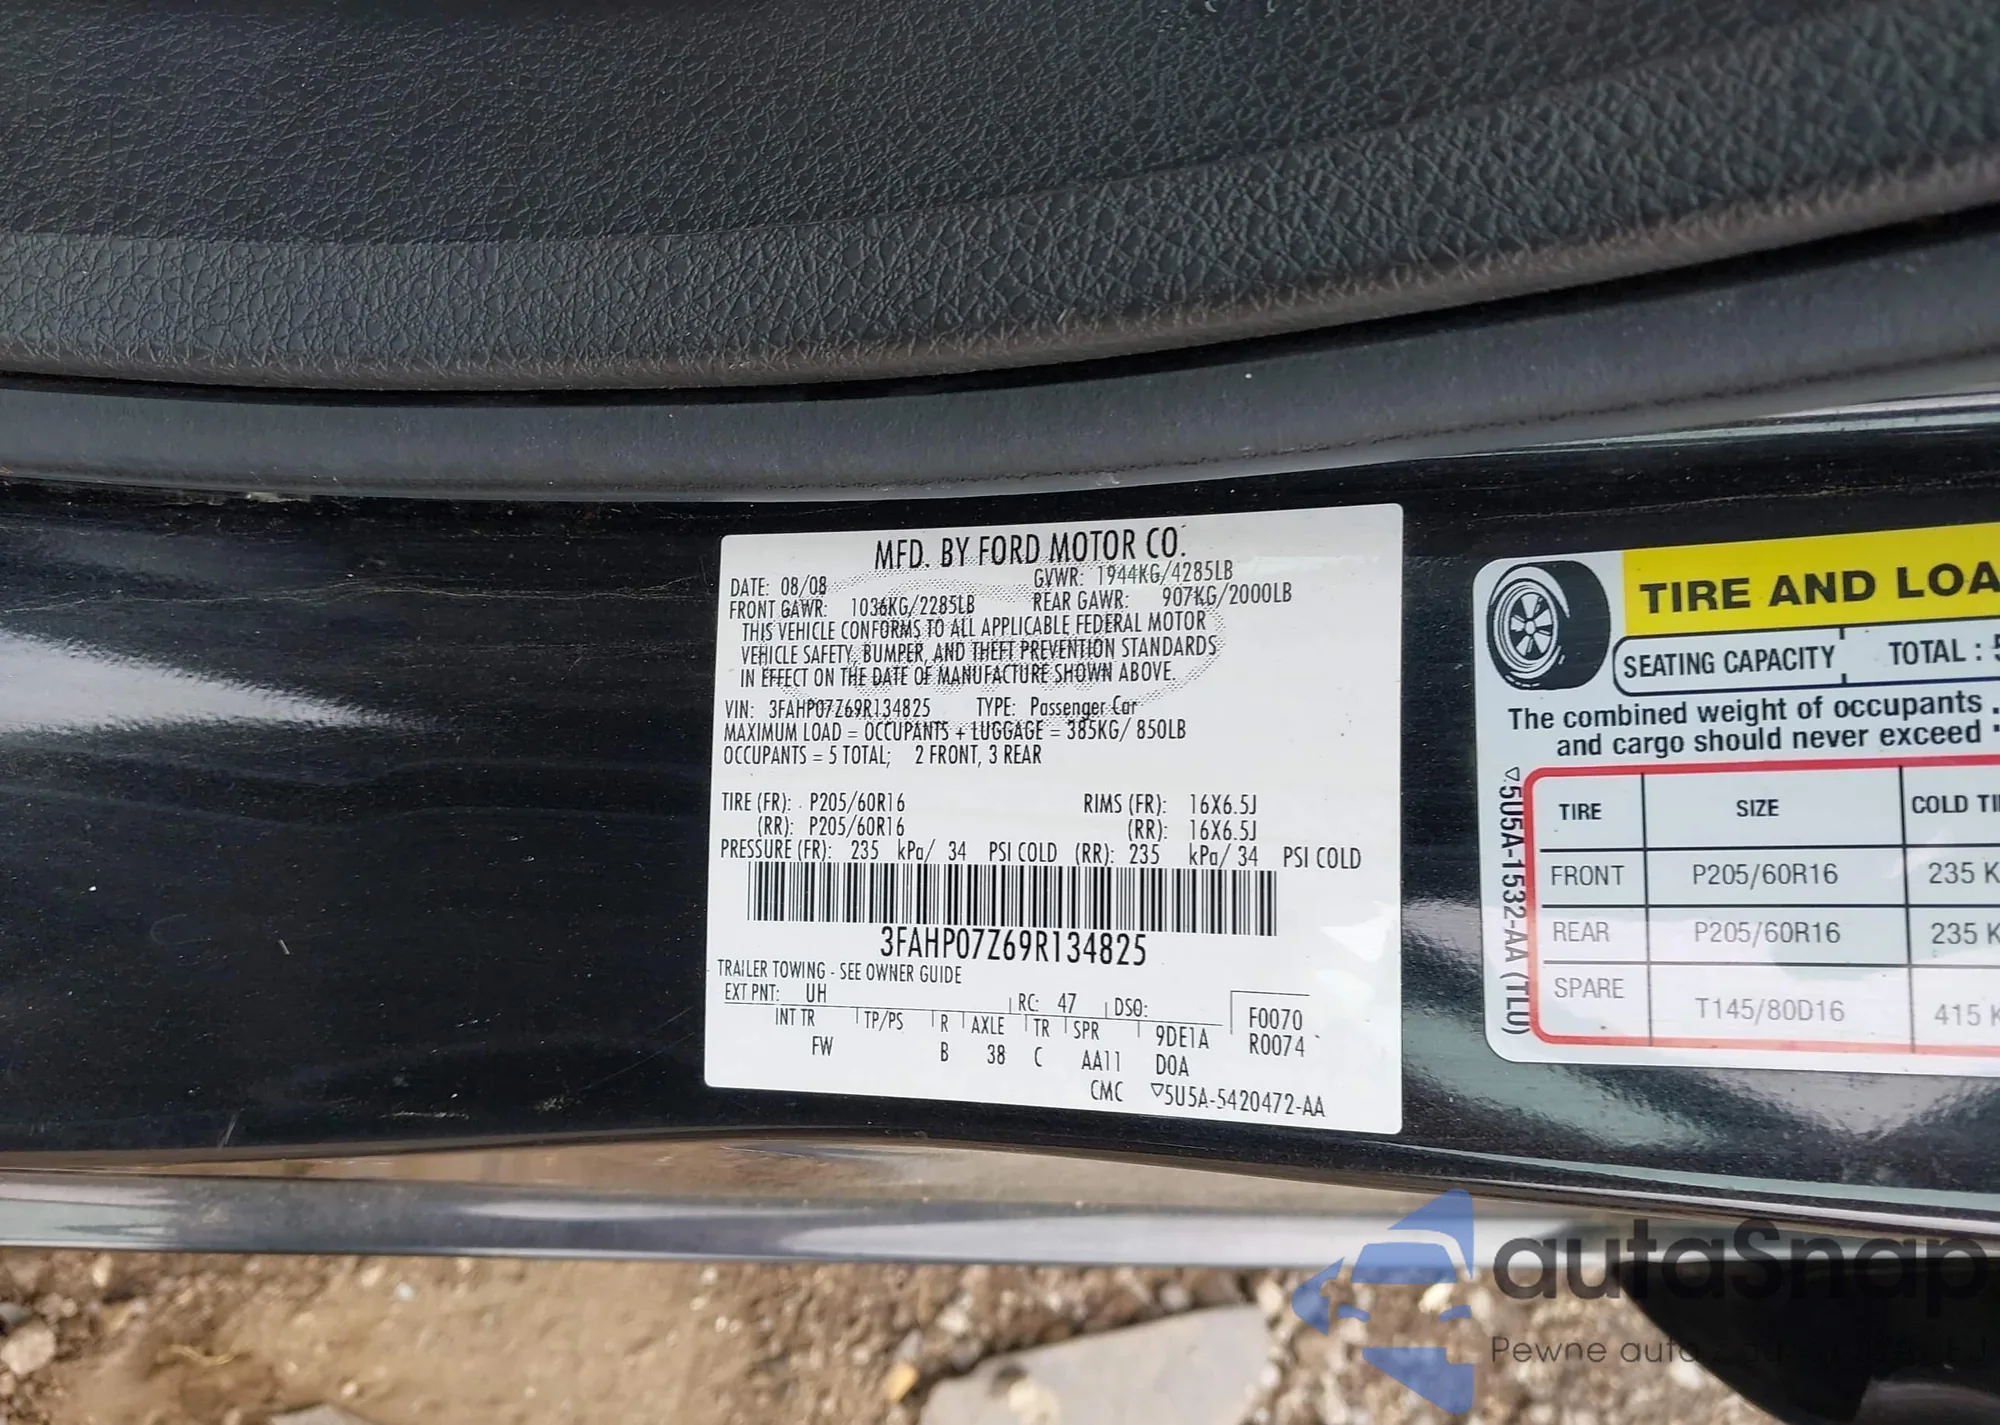 MFD. BY FORD MOTOR CO.
DATE: 08/08 GVWR: 1944KG/4285LB
FRONT GAWR: 1036KG/2285LB REAR GAWR: 907KG/2000LB
THIS VEHICLE CONFORMS TO ALL APPLICABLE FEDERAL MOTOR
VEHICLE SAFETY, BUMPER, AND THEFT PREVENTION STANDARDS
IN EFFECT ON THE DATE OF MANUFACTURE SHOWN ABOVE.
VIN: 3FAHP07Z69R134825 TYPE: Passenger Car
MAXIMUM LOAD = OCCUPANTS + LUGGAGE = 385KG/ 850LB
OCCUPANTS = 5 TOTAL; 2 FRONT, 3 REAR
TIRE (FR): P205/60R16 RIMS (FR): 16X6.5J
(RR): P205/60R16 (RR): 16X6.5J
PRESSURE (FR): 235 kPa/ 34 PSI COLD (RR): 235 kPa/ 34 PSI COLD
3FAHP07Z69R134825
TRAILER TOWING - SEE OWNER GUIDE
EXT PNT: UH RC: 47 DSO: F0070
INT TR TP/PS R AXLE TR SPR 9DE1A R0074
FW B 38 C AA11 D0A
CMC ▽5U5A-5420472-AA
TIRE AND LOA
SEATING CAPACITY TOTAL : 5
The combined weight of occupants
and cargo should never exceed
▽5U5A-1532-AA (TLU)
TIRE SIZE COLD TI
FRONT P205/60R16 235 K
REAR P205/60R16 235 K
SPARE T145/80D16 415 K
autaSnap
Pewne auta